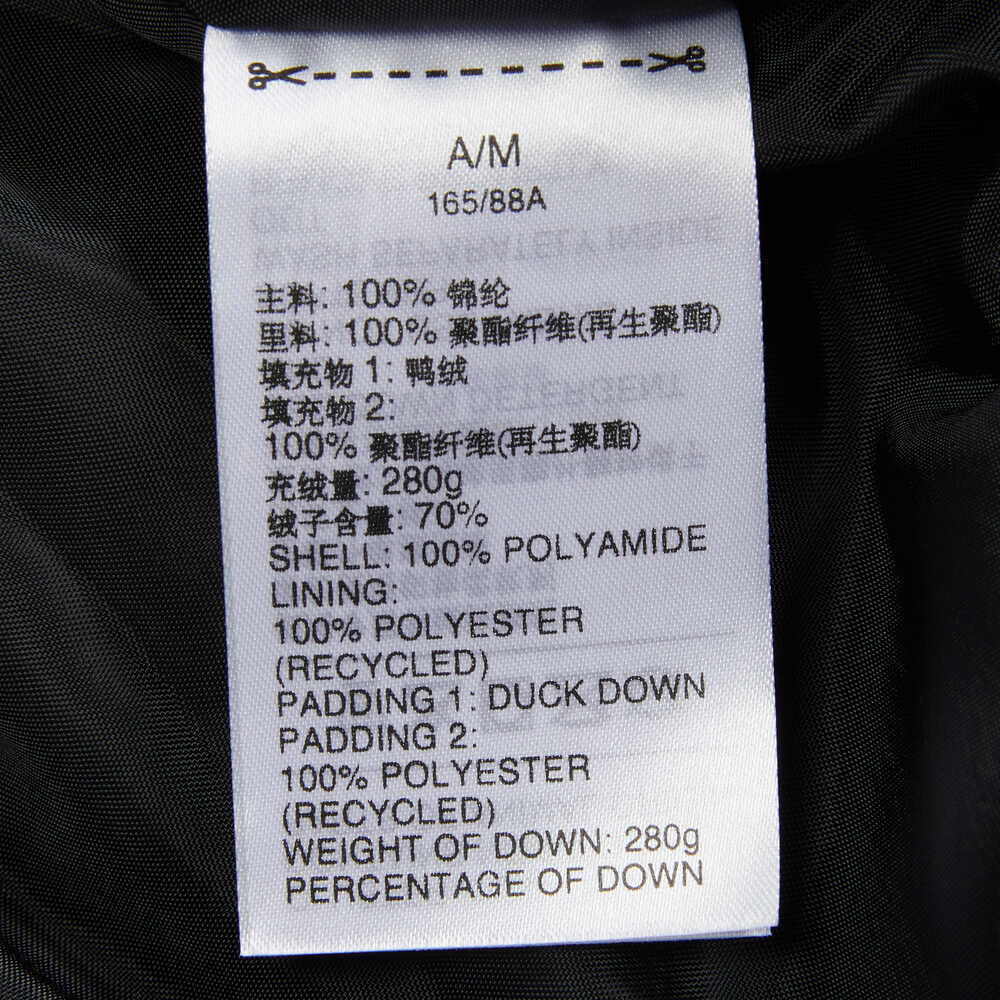 A/M
165/88A
主料: 100% 锦纶
里料: 100% 聚酯纤维(再生聚酯)
填充物 1: 鸭绒
填充物 2:
100% 聚酯纤维(再生聚酯)
充绒量: 280g
绒子含量: 70%
SHELL: 100% POLYAMIDE
LINING:
100% POLYESTER
(RECYCLED)
PADDING 1: DUCK DOWN
PADDING 2:
100% POLYESTER
(RECYCLED)
WEIGHT OF DOWN: 280g
PERCENTAGE OF DOWN